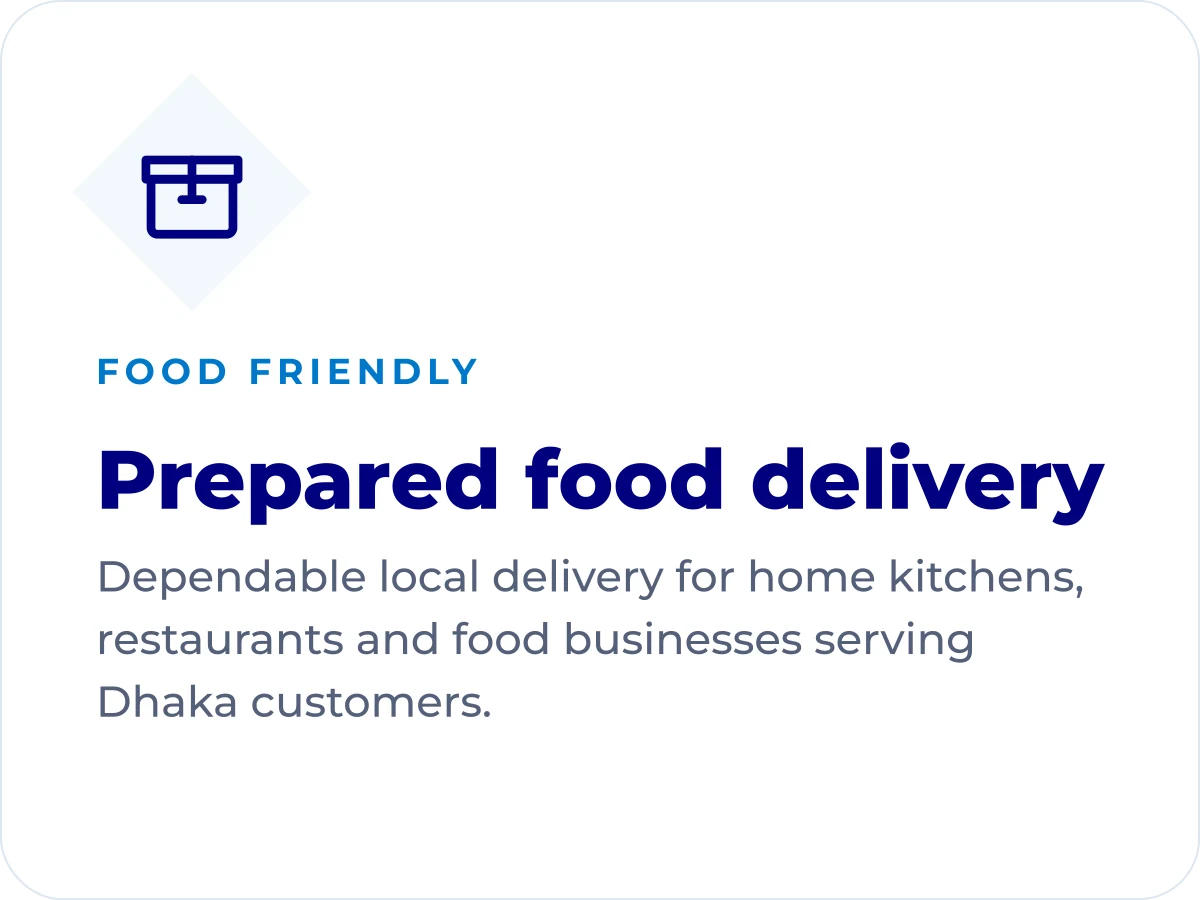 FOOD FRIENDLY
Prepared food delivery
Dependable local delivery for home kitchens,
restaurants and food businesses serving
Dhaka customers.